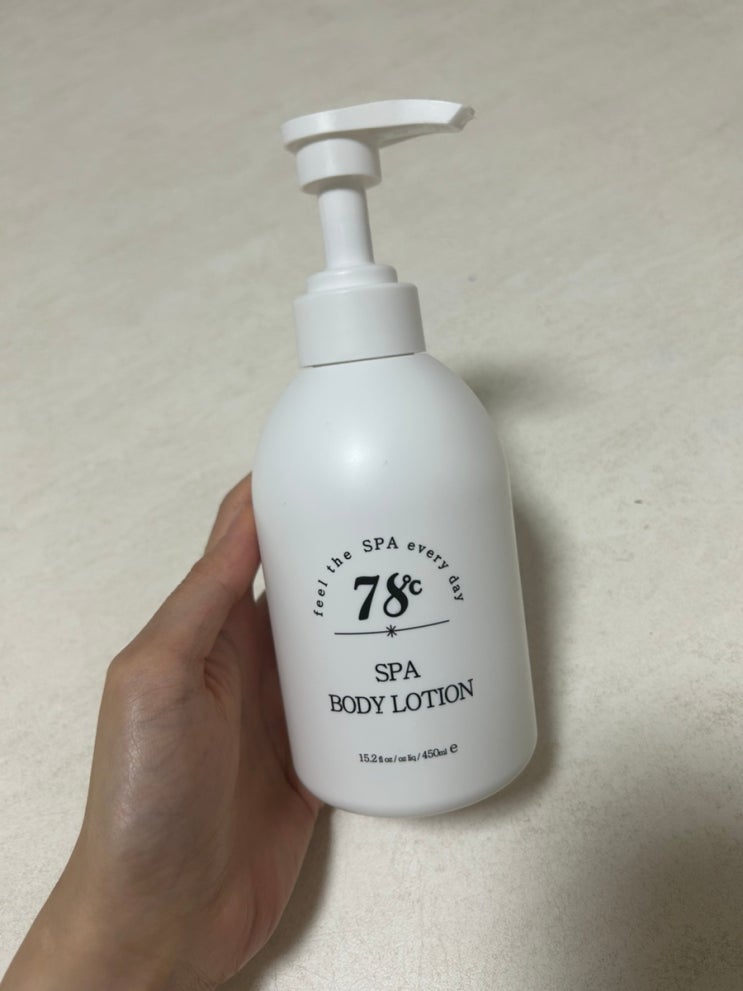 feel the SPA every day
78℃
SPA
BODY LOTION
15.2 fl oz / oz liq / 450ml ℮